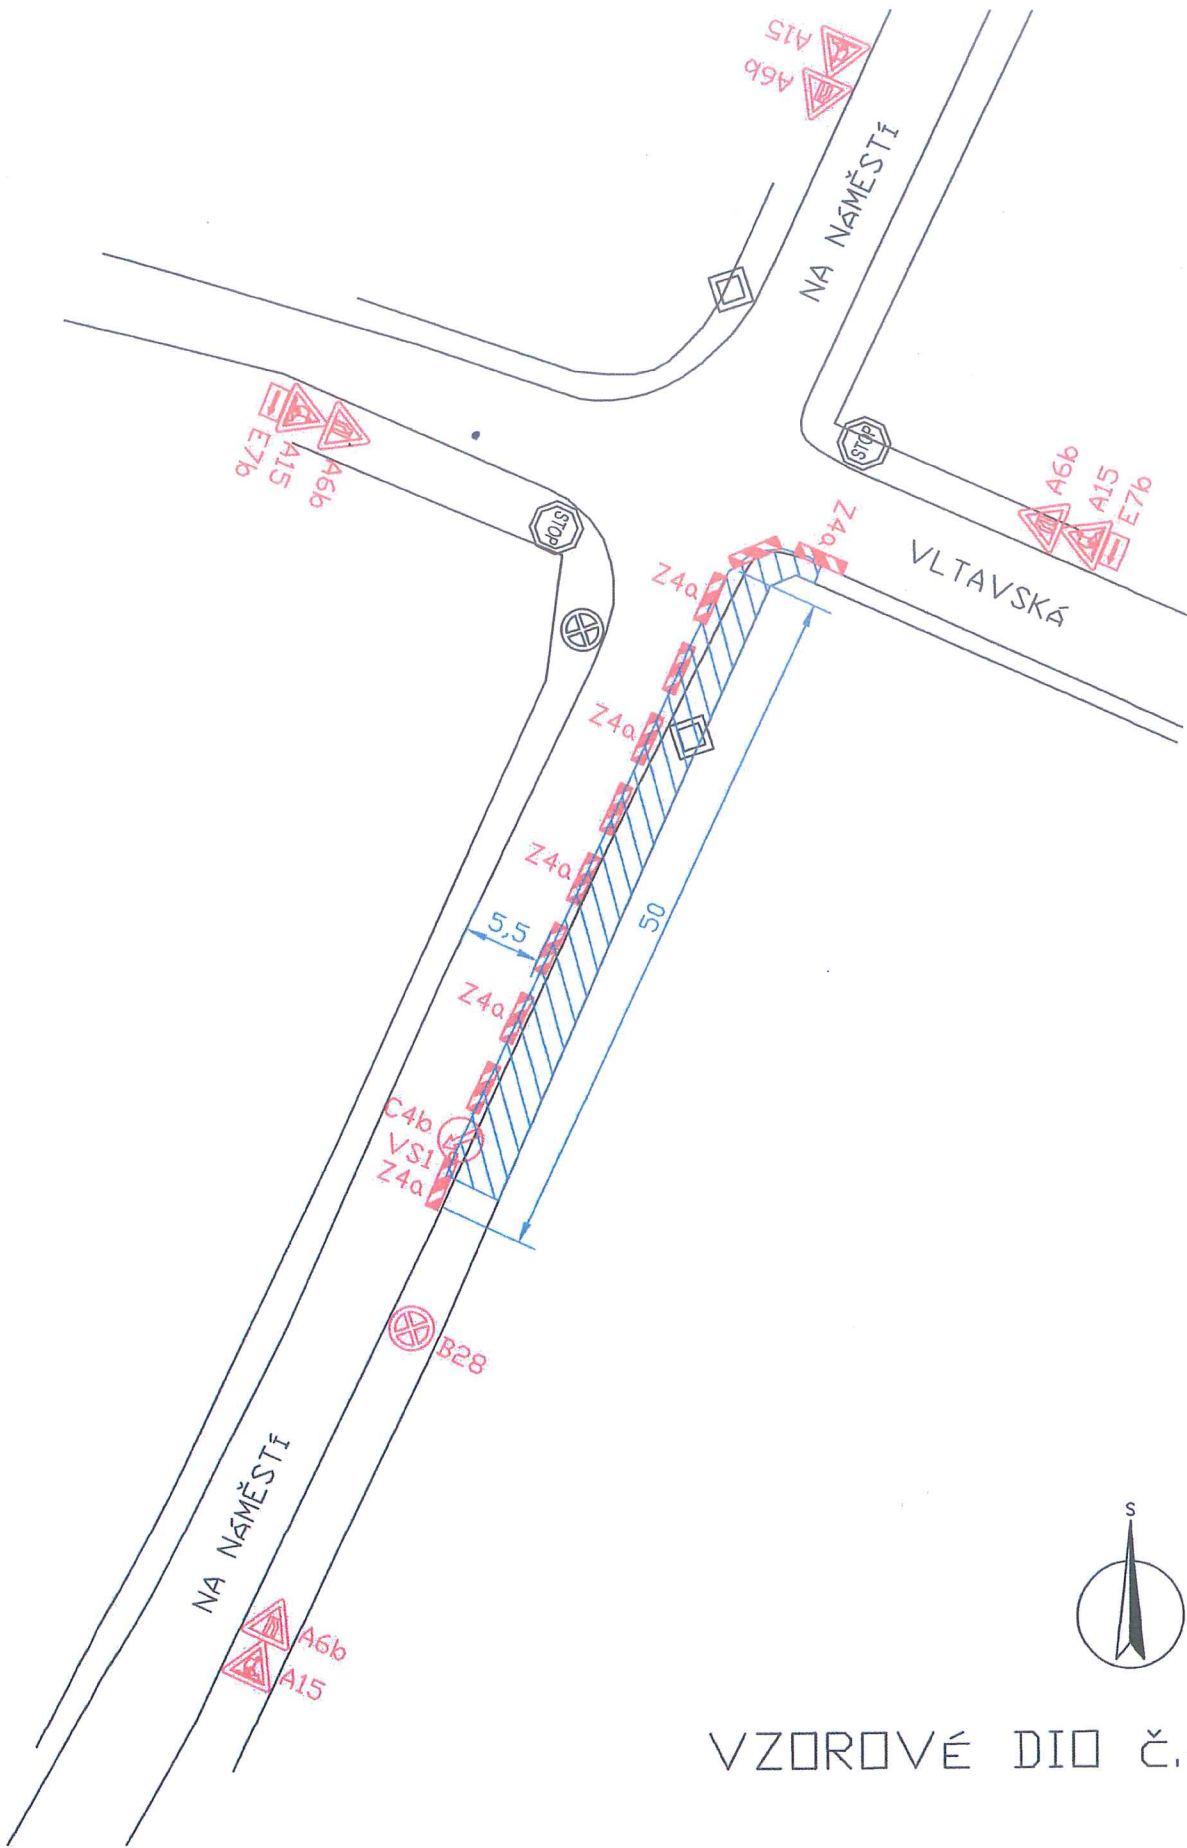 A15
A6b
NA NÁMĚSTÍ
STOP
A6b
A15
E7b
A6b
A15
E7b
STOP
Z4a
VLTAVSKÁ
Z4a
Z4a
50
Z4a
5,5
Z4a
C4b
VS1
Z4a
B28
NA NÁMĚSTÍ
A6b
A15
S
VZOROVÉ DIO Č.